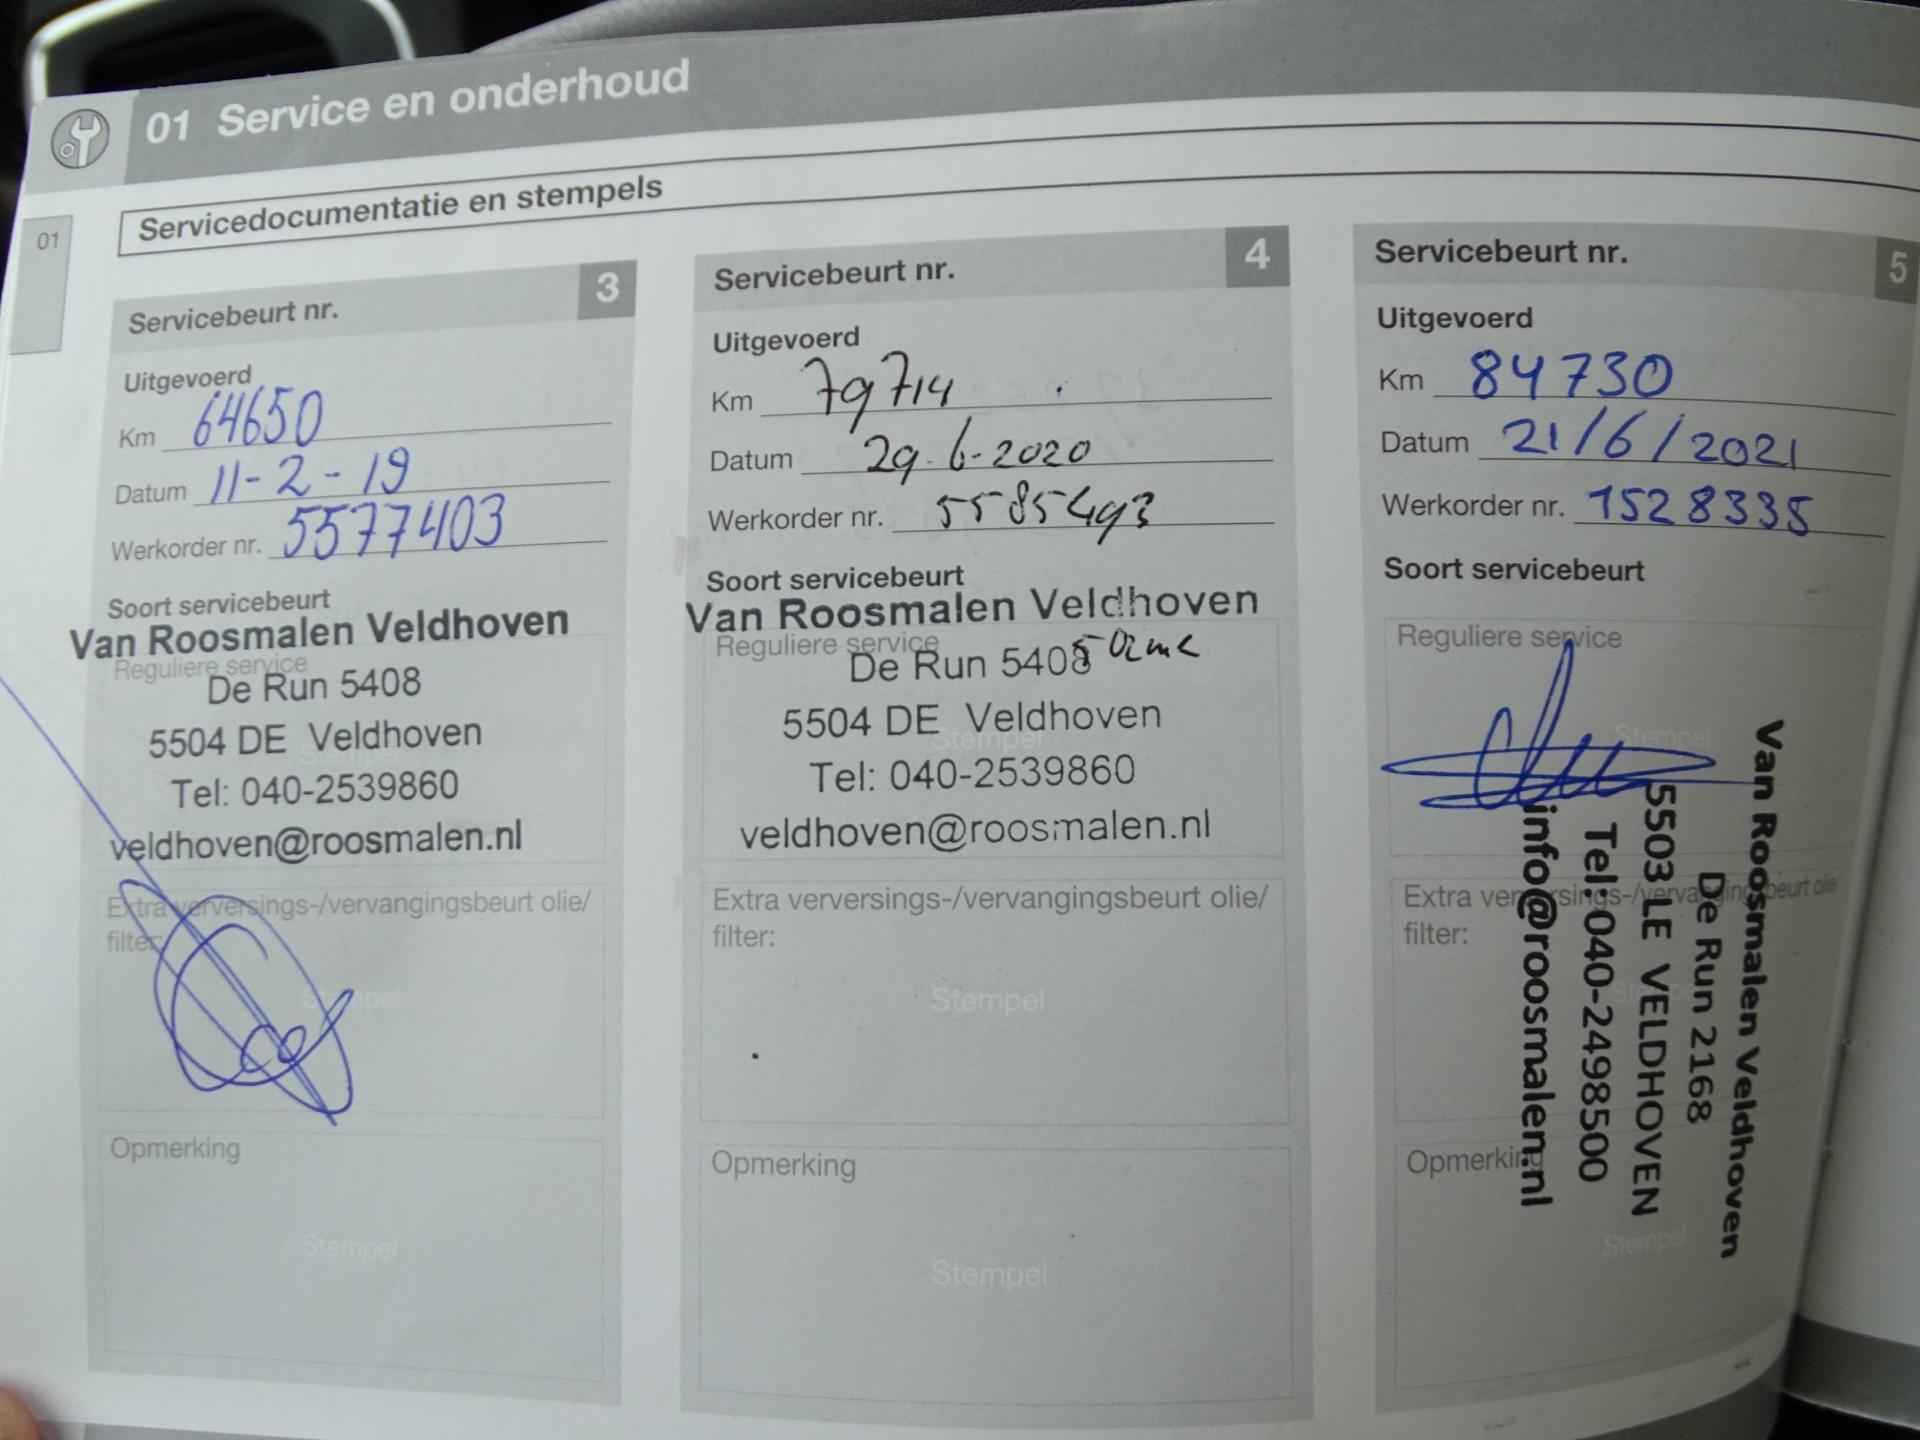 01 Service en onderhoud
01
Servicedocumentatie en stempels
Servicebeurt nr. 3
Uitgevoerd
Km 64650
Datum 11-2-19
Werkorder nr. 5577403
Soort servicebeurt
Van Roosmalen Veldhoven
Reguliere service
De Run 5408
5504 DE Veldhoven
Stempel
Tel: 040-2539860
veldhoven@roosmalen.nl
Extra verversings-/vervangingsbeurt olie/
filter:
Stempel
Opmerking
Stempel
Servicebeurt nr. 4
Uitgevoerd
Km 79714
Datum 29-6-2020
Werkorder nr. 5585493
Soort servicebeurt
Van Roosmalen Veldhoven
Reguliere service
De Run 5408
5504 DE Veldhoven
Stempel
Tel: 040-2539860
veldhoven@roosmalen.nl
Extra verversings-/vervangingsbeurt olie/
filter:
Stempel
Opmerking
Stempel
Servicebeurt nr. 5
Uitgevoerd
Km 84730
Datum 21/6/2021
Werkorder nr. 1528335
Soort servicebeurt
Reguliere service
Stempel
Van Roosmalen Veldhoven
De Run 2168
5503 LE VELDHOVEN
Tel: 040-2498500
info@roosmalen.nl
Extra verversings-/vervangingsbeurt olie
filter:
Stempel
Opmerking
Stempel